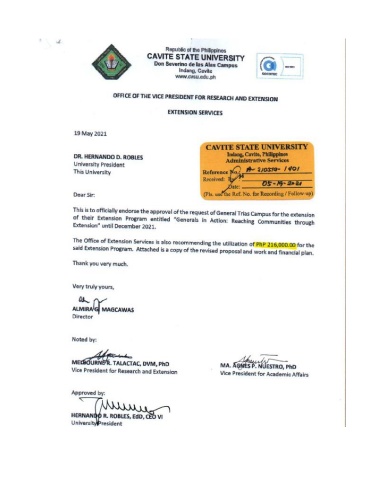 Republic of the Philippines
CAVITE STATE UNIVERSITY
Don Severino de las Alas Campus
Indang, Cavite
www.cvsu.edu.ph
OFFICE OF THE VICE PRESIDENT FOR RESEARCH AND EXTENSION
EXTENSION SERVICES
19 May 2021
CAVITE STATE UNIVERSITY
Indang, Cavite, Philippines
Administrative Services
Reference No.
Received:
Date: 05-19-2021
(Pls. use the Ref. No. for Recording / Follow-up)
DR. HERNANDO D. ROBLES
University President
This University
Dear Sir:
This is to officially endorse the approval of the request of General Trias Campus for the extension
of their Extension Program entitled "Generals in Action: Reaching Communities through
Extension" until December 2021.
The Office of Extension Services is also recommending the utilization of PhP 216,000.00 for the
said Extension Program. Attached is a copy of the revised proposal and work and financial plan.
Thank you very much.
Very truly yours,
ALMIRA G. MAGCAWAS
Director
Noted by:
MELBOURNE R. TALACTAC, DVM, PhD
Vice President for Research and Extension
MA. AGNES P. NUESTRO, PhD
Vice President for Academic Affairs
Approved by:
HERNANDO R. ROBLES, EdD, CEO VI
University President